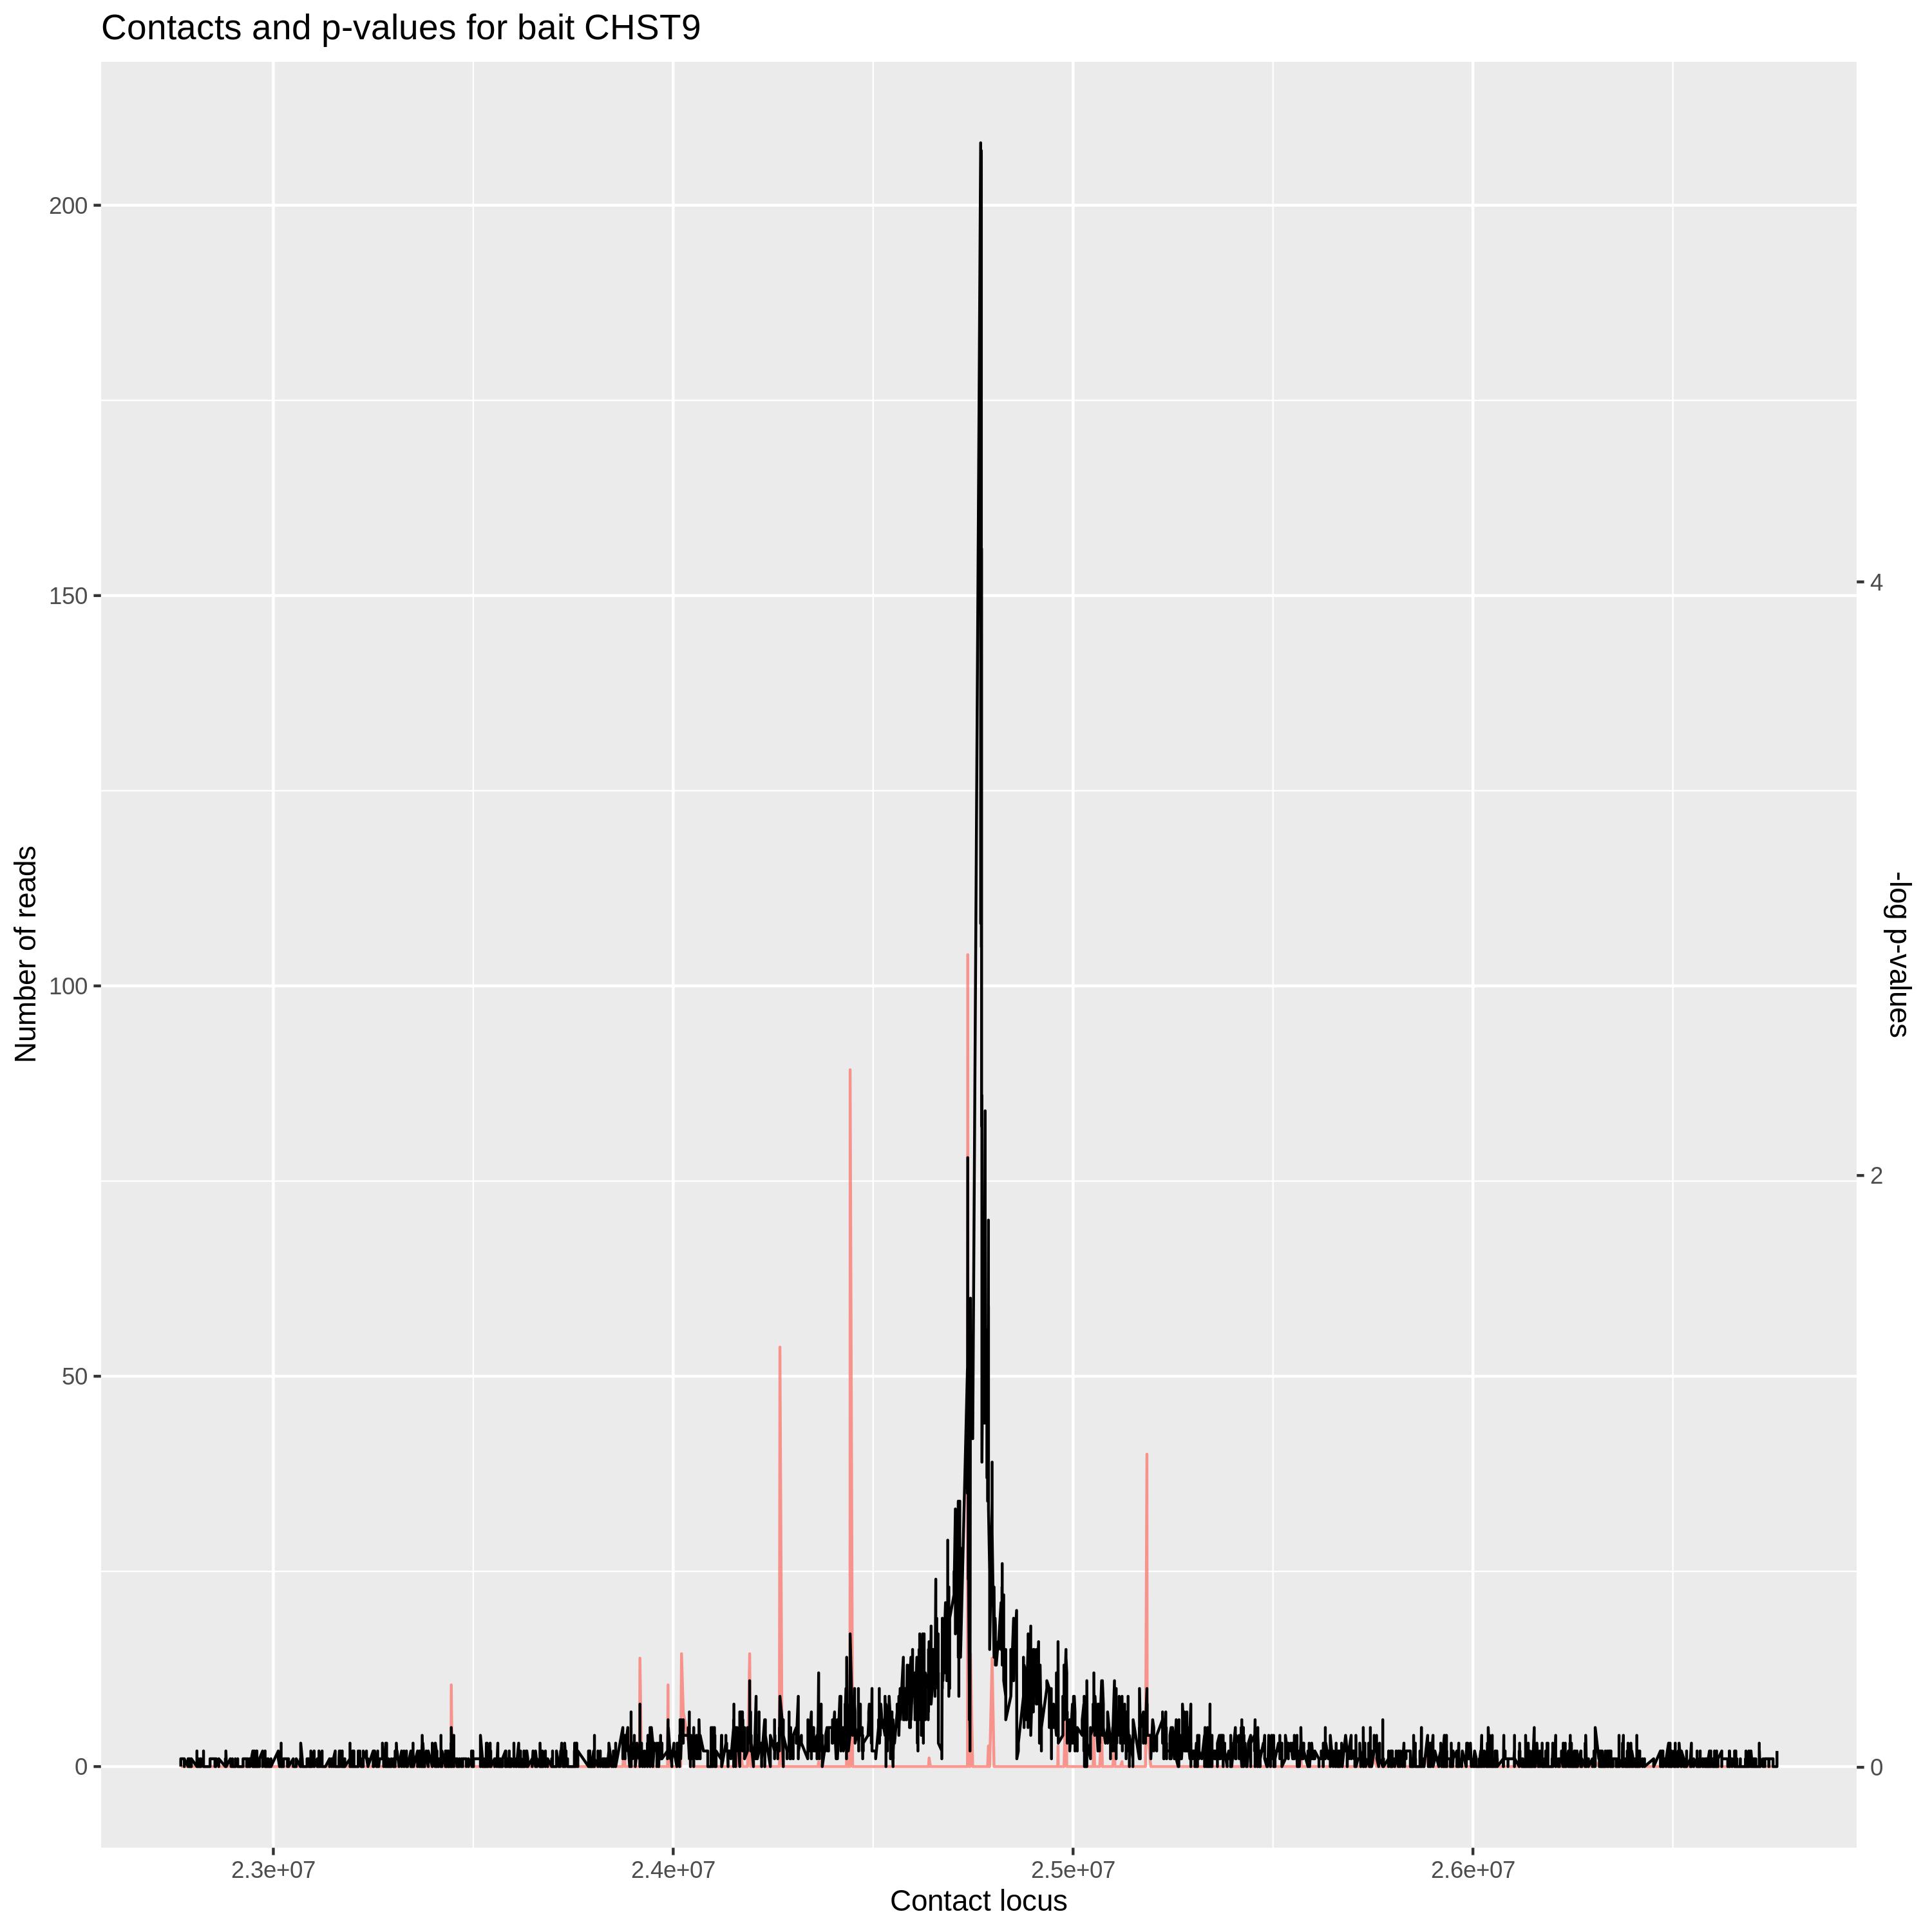 Contacts and p-values for bait CHST9
Number of reads
200
150
100
50
0
4
2
0
-log p-values
2.3e+07
2.4e+07
2.5e+07
2.6e+07
Contact locus